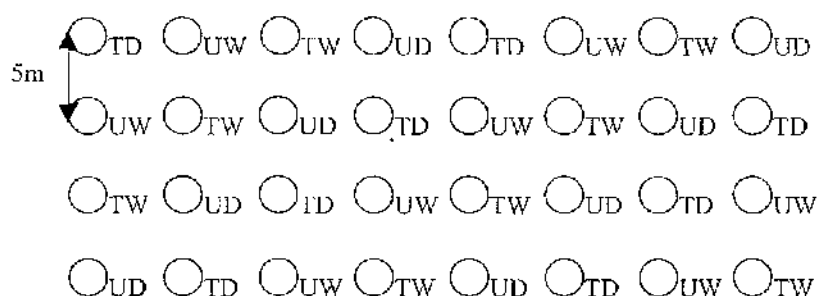 TD UW TW UD TD UW TW UD
5m
UW TW UD TD UW TW UD TD
TW UD TD UW TW UD TD UW
UD TD UW TW UD TD UW TW